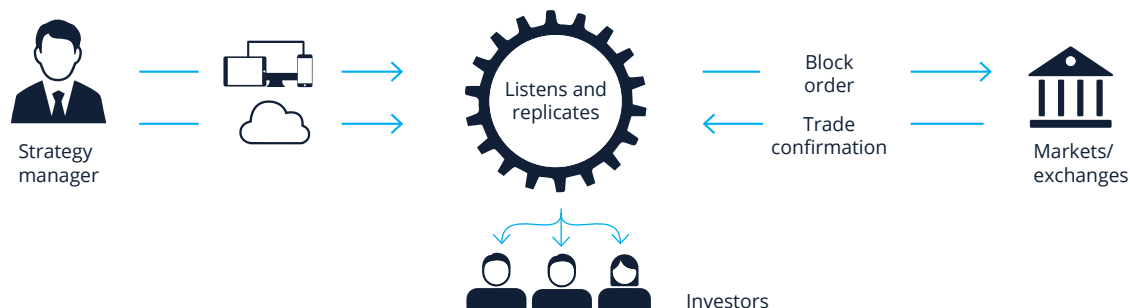 Listens and
replicates
Block
order
Trade
confirmation
Strategy
manager
Markets/
exchanges
Investors